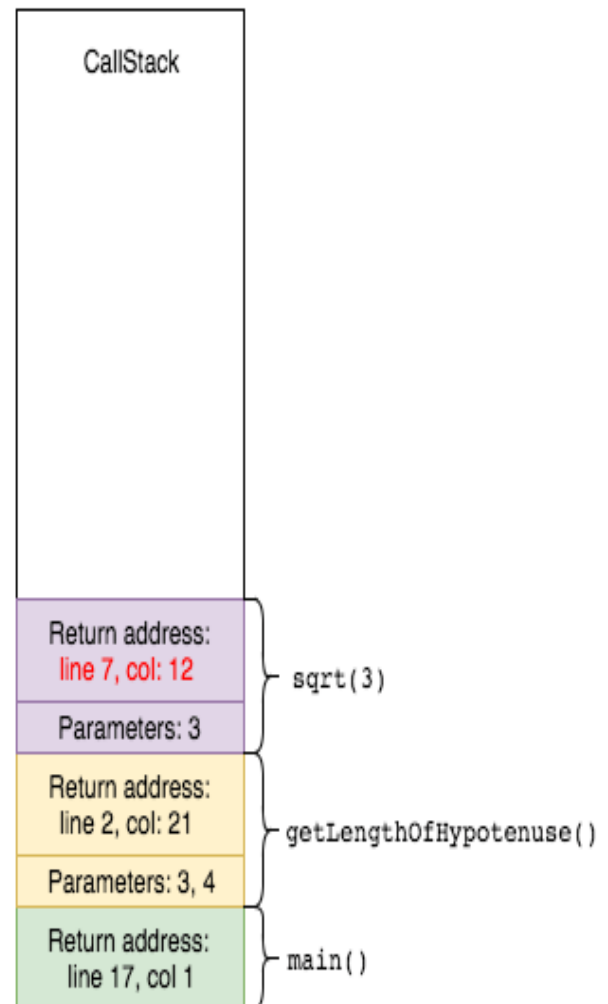 CallStack
Return address:
line 7, col: 12
Parameters: 3
sqrt(3)
Return address:
line 2, col: 21
Parameters: 3, 4
getLengthOfHypotenuse()
Return address:
line 17, col 1
main()